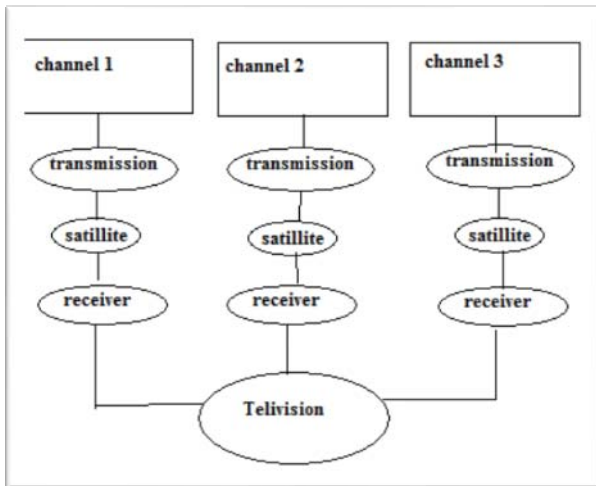 channel 1
channel 2
channel 3
transmission
transmission
transmission
satillite
satillite
satillite
receiver
receiver
receiver
Telivision